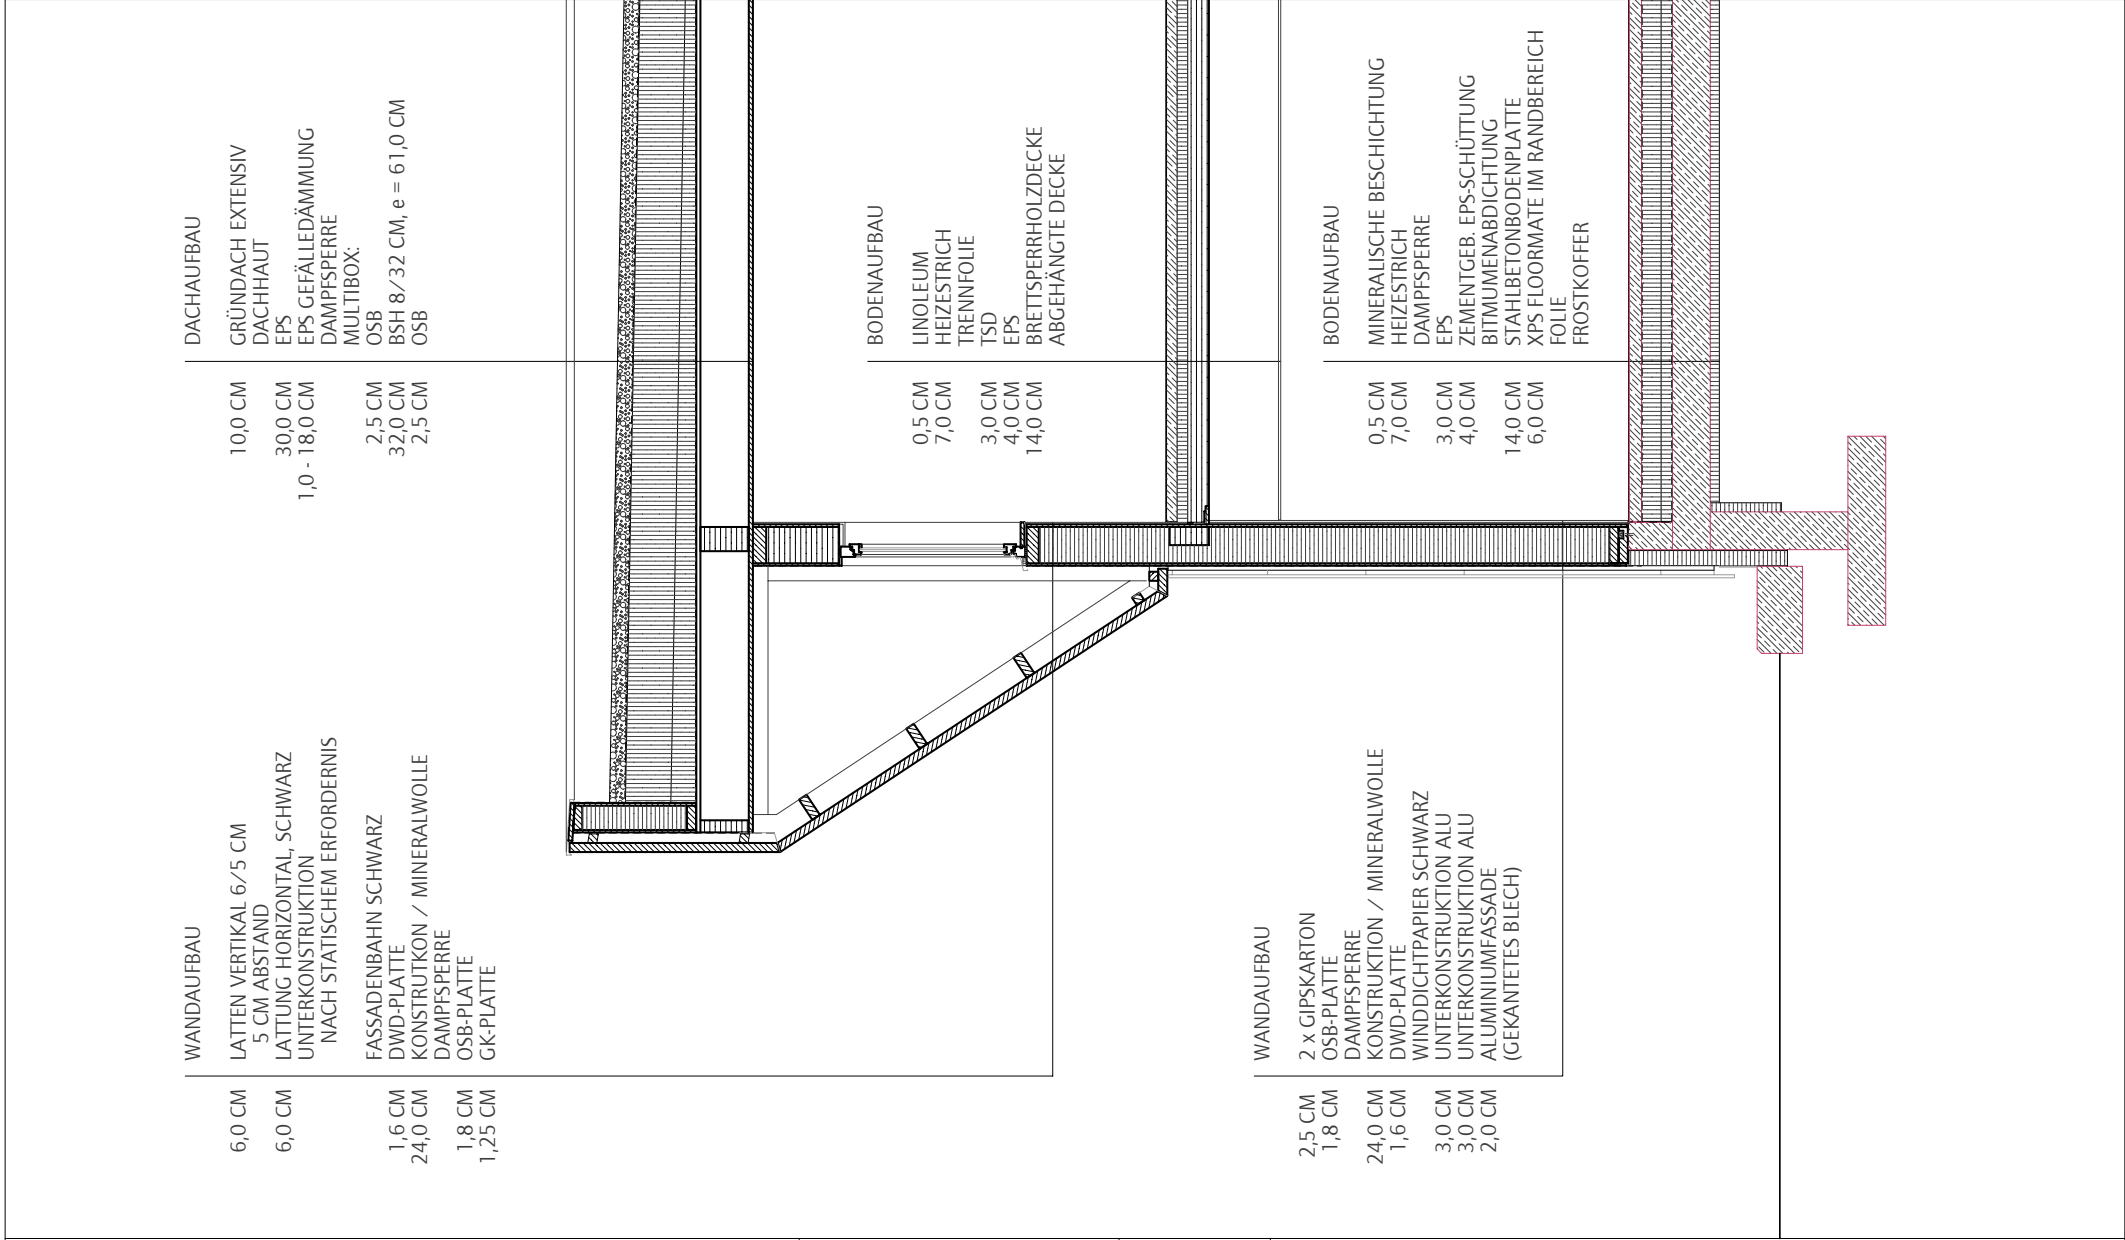 WANDAUFBAU
6,0 CM LATTEN VERTIKAL 6/5 CM
5 CM ABSTAND
6,0 CM LATTUNG HORIZONTAL, SCHWARZ
UNTERKONSTRUKTION
NACH STATISCHEM ERFORDERNIS
FASSADENBAHN SCHWARZ
1,6 CM DWD-PLATTE
24,0 CM KONSTRUTKON / MINERALWOLLE
DAMPFSPERRE
1,8 CM OSB-PLATTE
1,25 CM GK-PLATTE
DACHAUFBAU
10,0 CM GRÜNDACH EXTENSIV
DACHHAUT
30,0 CM EPS
1,0 - 18,0 CM EPS GEFÄLLEDÄMMUNG
DAMPFSPERRE
MULTIBOX:
2,5 CM OSB
32,0 CM BSH 8/32 CM, e = 61,0 CM
2,5 CM OSB
BODENAUFBAU
0,5 CM LINOLEUM
7,0 CM HEIZESTRICH
TRENNFOLIE
3,0 CM TSD
4,0 CM EPS
14,0 CM BRETTSPERRHOLZDECKE
ABGEHÄNGTE DECKE
WANDAUFBAU
2,5 CM 2 x GIPSKARTON
1,8 CM OSB-PLATTE
DAMPFSPERRE
24,0 CM KONSTRUKTION / MINERALWOLLE
1,6 CM DWD-PLATTE
WINDDICHTPAPIER SCHWARZ
3,0 CM UNTERKONSTRUKTION ALU
3,0 CM UNTERKONSTRUKTION ALU
2,0 CM ALUMINIUMFASSADE
(GEKANTETES BLECH)
BODENAUFBAU
0,5 CM MINERALISCHE BESCHICHTUNG
7,0 CM HEIZESTRICH
DAMPFSPERRE
3,0 CM EPS
4,0 CM ZEMENTGEB. EPS-SCHÜTTUNG
BITMUMENABDICHTUNG
14,0 CM STAHLBETONBODENPLATTE
6,0 CM XPS FLOORMATE IM RANDBEREICH
FOLIE
FROSTKOFFER